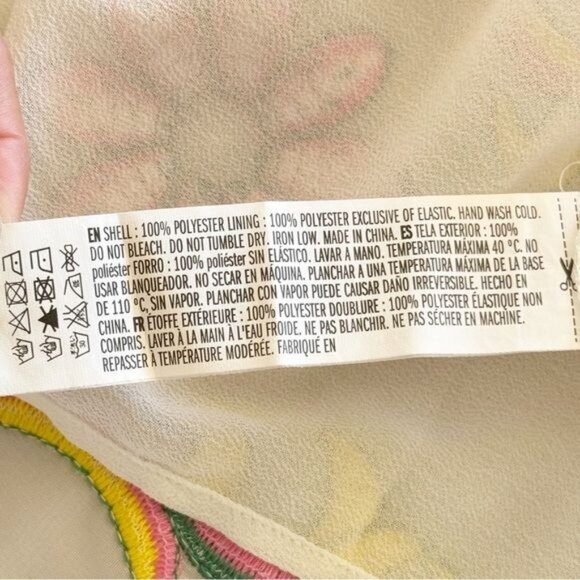 EN SHELL : 100% POLYESTER LINING : 100% POLYESTER EXCLUSIVE OF ELASTIC. HAND WASH COLD.
DO NOT BLEACH. DO NOT TUMBLE DRY. IRON LOW. MADE IN CHINA. ES TELA EXTERIOR : 100%
poliéster FORRO : 100% poliéster SIN ELÁSTICO. LAVAR A MANO. TEMPERATURA MÁXIMA 40 °C. NO
USAR BLANQUEADOR. NO SECAR EN MÁQUINA. PLANCHAR A UNA TEMPERATURA MÁXIMA DE LA BASE
DE 110 °C, SIN VAPOR. PLANCHAR CON VAPOR PUEDE CAUSAR DAÑO IRREVERSIBLE. HECHO EN
CHINA. FR ÉTOFFE EXTÉRIEURE : 100% POLYESTER DOUBLURE : 100% POLYESTER ÉLASTIQUE NON
COMPRIS. LAVER À LA MAIN À L'EAU FROIDE. NE PAS BLANCHIR. NE PAS SÉCHER EN MACHINE.
REPASSER À TEMPÉRATURE MODÉRÉE. FABRIQUÉ EN